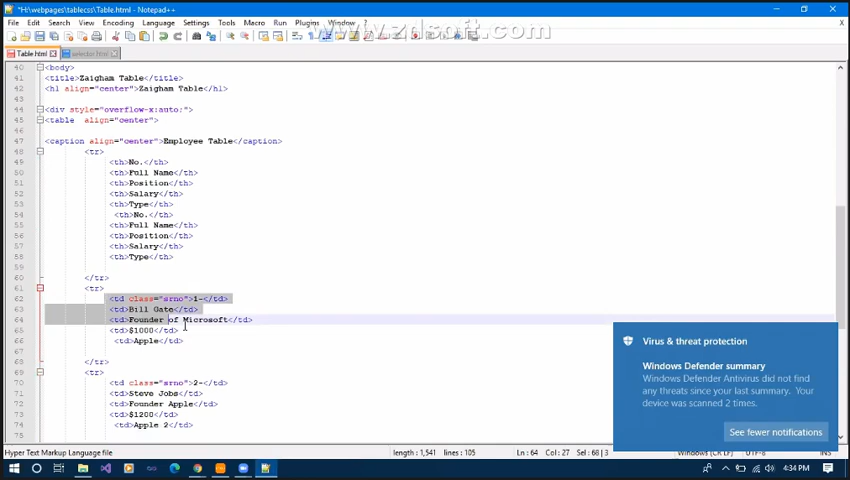 *H:\webpages\tablecss\Table.html - Notepad++
File Edit Search View Encoding Language Settings Tools Macro Run Plugins Window ?
www.zdsoft.com
Table.html selector.html
40 <body>
41 <title>Zaigham Table</title>
42 <h1 align="center">Zaigham Table</h1>
43
44 <div style="overflow-x:auto;">
45 <table align="center">
46
47 <caption align="center">Employee Table</caption>
48 <tr>
49 <th>No.</th>
50 <th>Full Name</th>
51 <th>Position</th>
52 <th>Salary</th>
53 <th>Type</th>
54 <th>No.</th>
55 <th>Full Name</th>
56 <th>Position</th>
57 <th>Salary</th>
58 <th>Type</th>
59
60 </tr>
61 <tr>
62 <td class="srno">1-</td>
63 <td>Bill Gate</td>
64 <td>Founder of Microsoft</td>
65 <td>$1000</td>
66 <td>Apple</td>
67
68 </tr>
69 <tr>
70 <td class="srno">2-</td>
71 <td>Steve Jobs</td>
72 <td>Founder Apple</td>
73 <td>$1200</td>
74 <td>Apple 2</td>
75
Virus & threat protection
Windows Defender summary
Windows Defender Antivirus did not find
any threats since your last summary. Your
device was scanned 2 times.
See fewer notifications
Hyper Text Markup Language file length : 1,541 lines : 105 Ln : 64 Col : 27 Sel : 68 | 3 Windows (CR LF) UTF-8 INS
4:34 PM